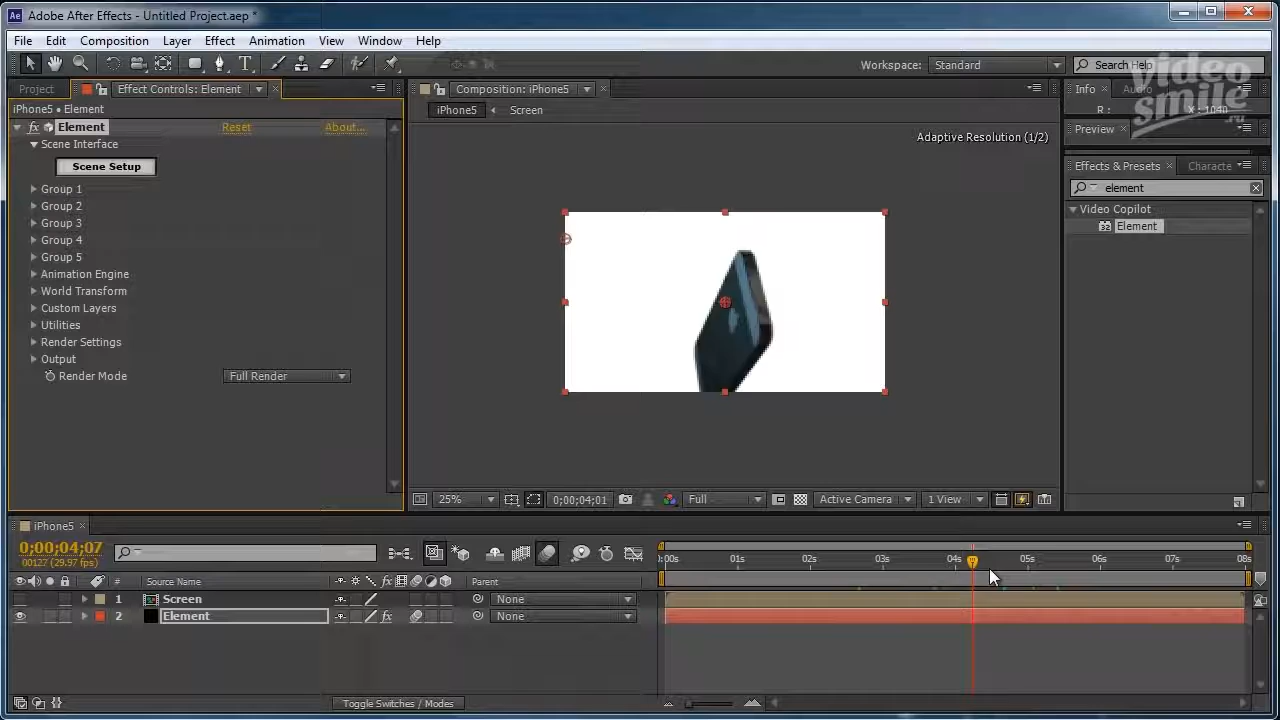 Adobe After Effects - Untitled Project.aep *
File Edit Composition Layer Effect Animation View Window Help
Workspace: Standard Search Help
video smile .ru
Project Effect Controls: Element Composition: iPhone5 Info Audio
iPhone5 • Element
iPhone5 Screen
R : X : 1040
fx Element Reset About...
Adaptive Resolution (1/2)
Preview
Scene Interface
Scene Setup
Effects & Presets Characte
element
Video Copilot
Element
Group 1
Group 2
Group 3
Group 4
Group 5
Animation Engine
World Transform
Custom Layers
Utilities
Render Settings
Output
Render Mode Full Render
25% 0;00;04;01 Full Active Camera 1 View
iPhone5
0;00;04;07
00127 (29.97 fps)
:00s 01s 02s 03s 04s 05s 06s 07s 08s
# Source Name fx Parent
1 Screen None
2 Element fx None
Toggle Switches / Modes